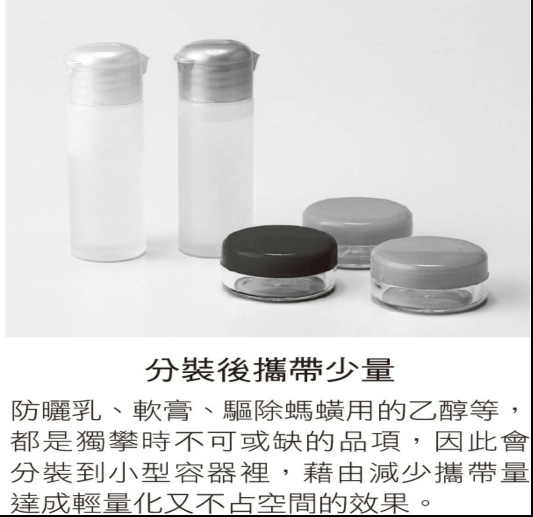 分裝後攜帶少量
防曬乳、軟膏、驅除螞蟥用的乙醇等，
都是獨攀時不可或缺的品項，因此會
分裝到小型容器裡，藉由減少攜帶量
達成輕量化又不占空間的效果。